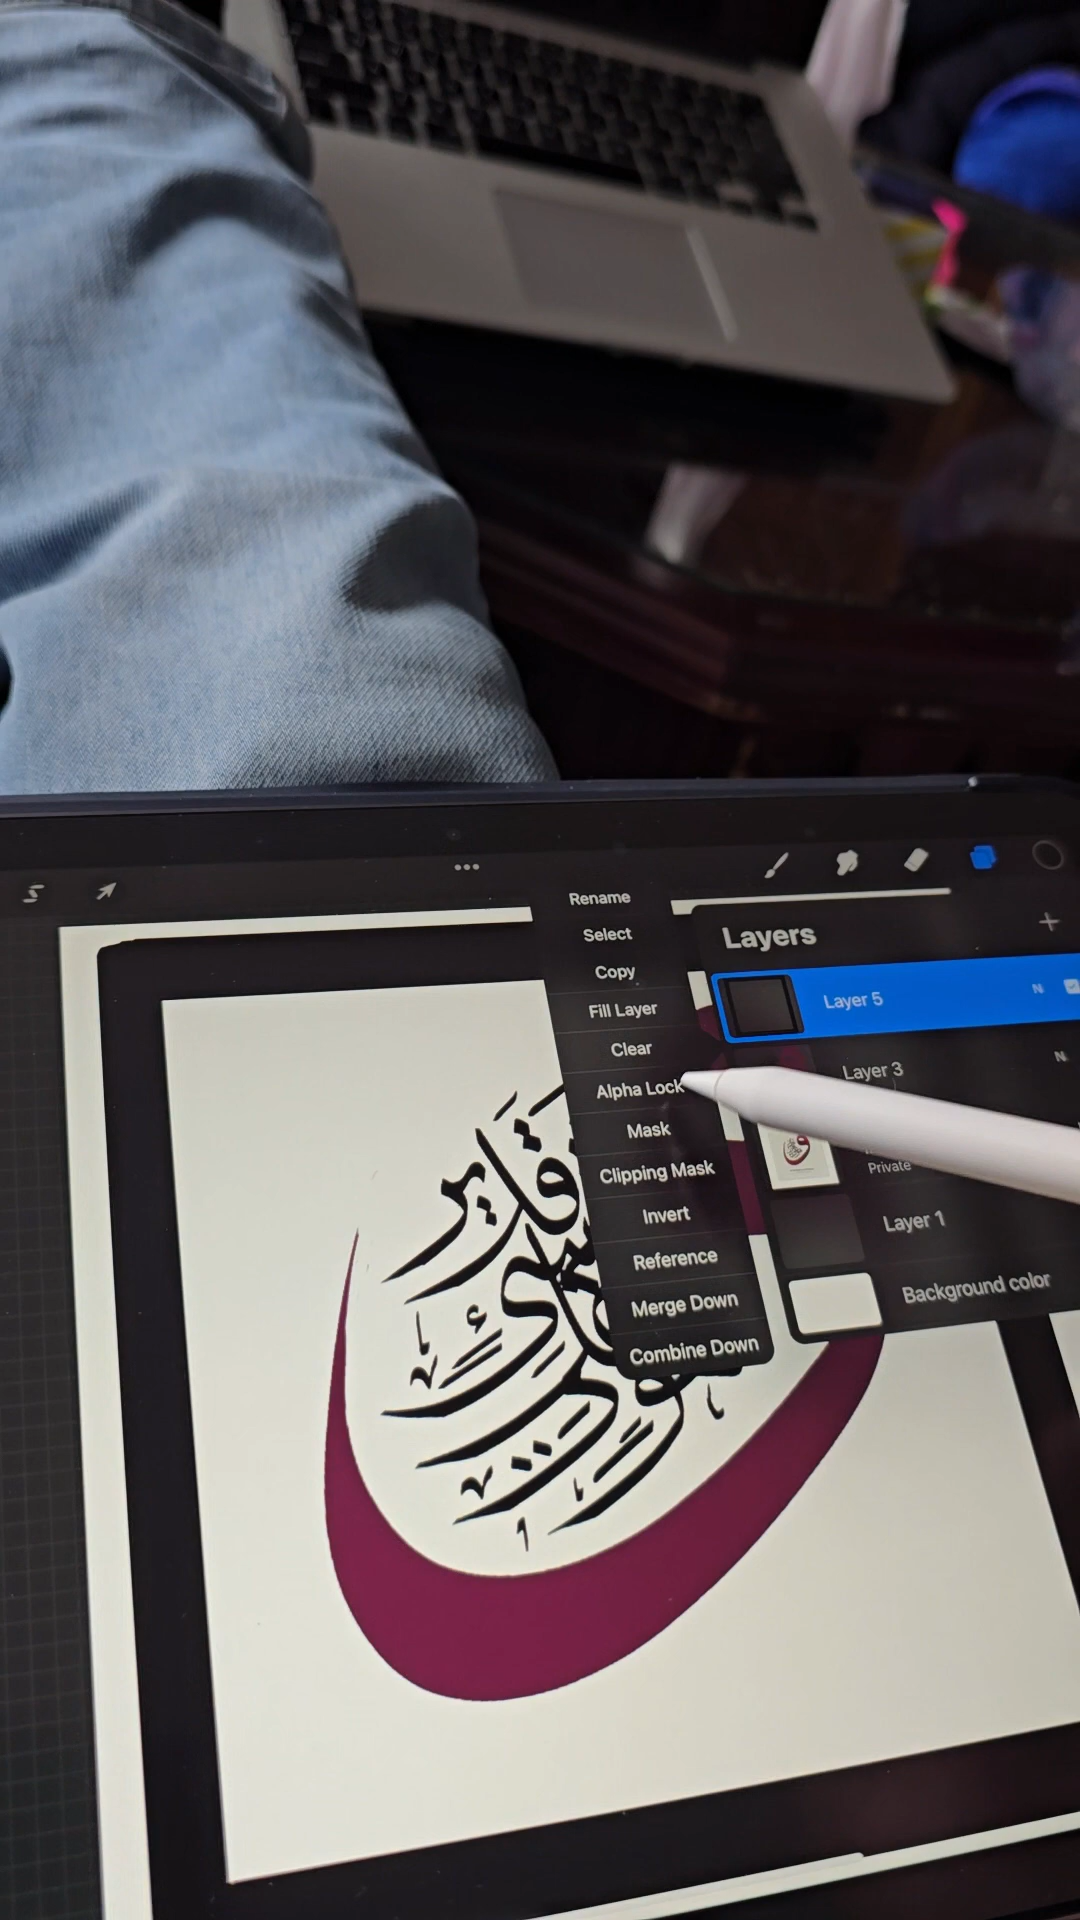 Rename
Select
Copy
Fill Layer
Clear
Alpha Lock
Mask
Clipping Mask
Invert
Reference
Merge Down
Combine Down
Layers
Layer 5
N
Layer 3
N
Private
Layer 1
Background color
قدير